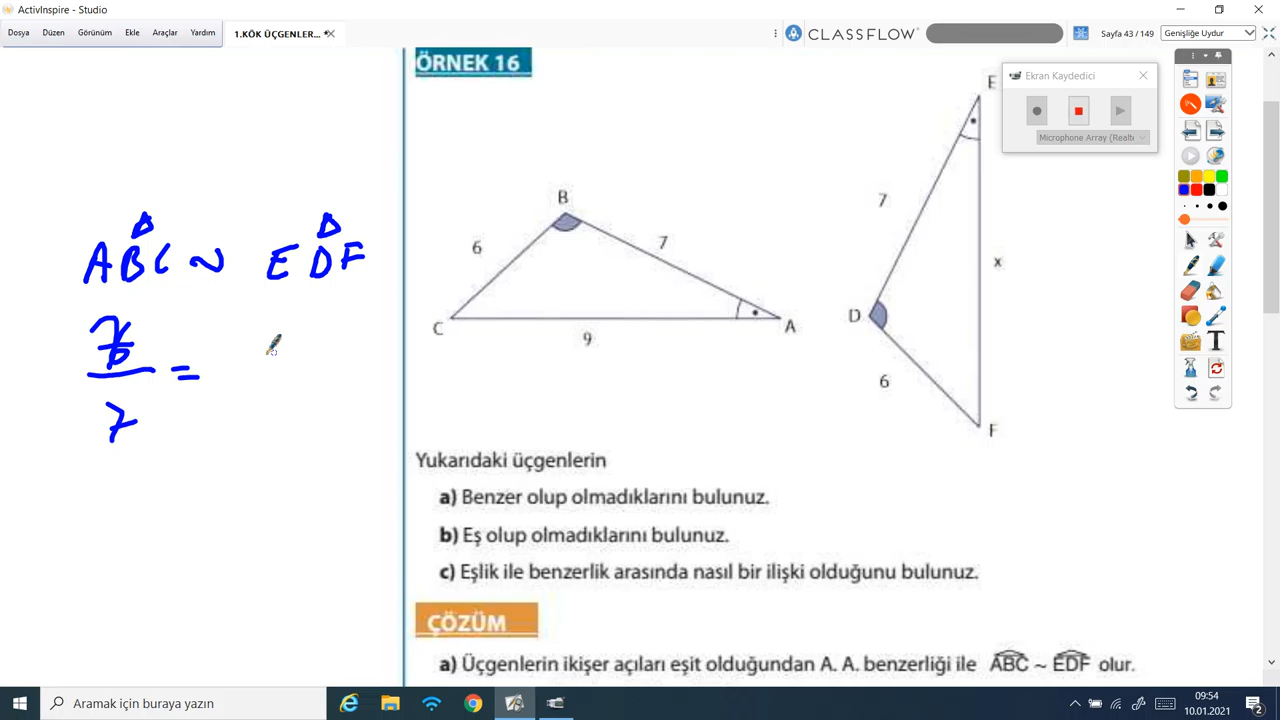 ActivInspire - Studio
Dosya Düzen Görünüm Ekle Araçlar Yardım
1.KÖK ÜÇGENLER...
CLASSFLOW
Sayfa 43 / 149
Genişliğe Uydur
ÖRNEK 16
Ekran Kaydedici
Microphone Array (Realte
E
7
x
D
6
F
B
6
7
C
A
9
ABC ~ EDF
7
=
7
Yukarıdaki üçgenlerin
a) Benzer olup olmadıklarını bulunuz.
b) Eş olup olmadıklarını bulunuz.
c) Eşlik ile benzerlik arasında nasıl bir ilişki olduğunu bulunuz.
ÇÖZÜM
a) Üçgenlerin ikişer açıları eşit olduğundan A. A. benzerliği ile ABC ~ EDF olur.
Aramak için buraya yazın
09:54
10.01.2021
2